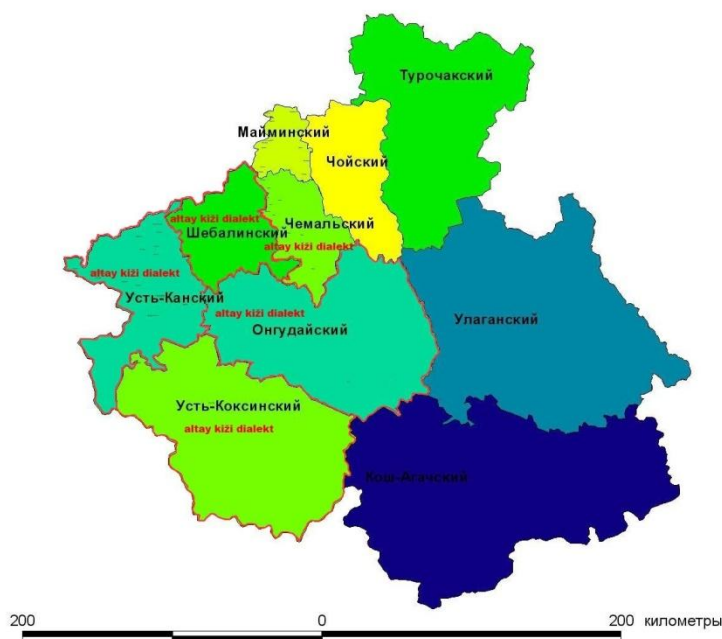 Турочакский
Майминский
Чойский
altay kiži dialekt
Чемальский
Шебалинский
altay kiži dialekt
altay kiži dialekt
Усть-Канский
altay kiži dialekt
Улаганский
Онгудайский
Усть-Коксинский
altay kiži dialekt
Кош-Агачский
200 0 200 километры